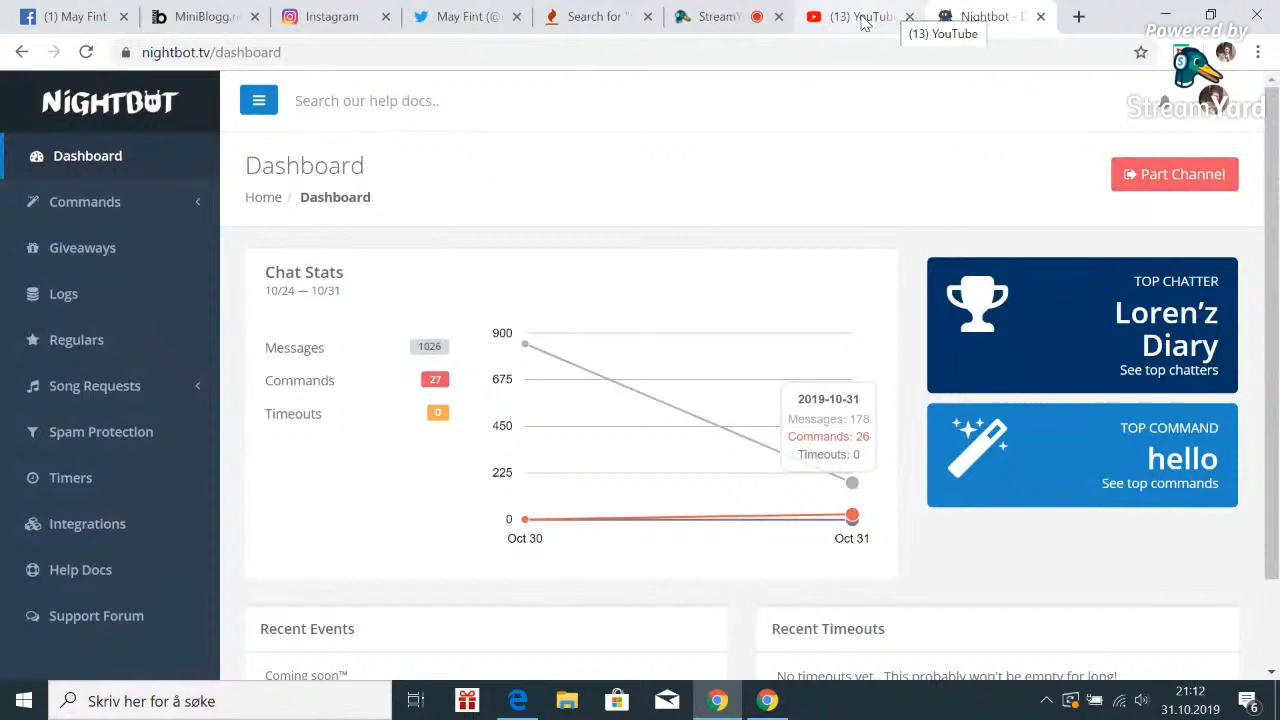 MiniBlogg.n
Instagram
May Fint (@
Search for "
StreamY
(13) YouTub
Nightbot - D
(13) YouTube
nightbot.tv/dashboard
Powered by
StreamYard
NIGHTBOT
Search our help docs..
Dashboard
Commands
Giveaways
Logs
Regulars
Song Requests
Spam Protection
Timers
Integrations
Help Docs
Support Forum
Dashboard
Home / Dashboard
Part Channel
Chat Stats
10/24 — 10/31
Messages 1026
Commands 27
Timeouts 0
900
675
450
225
0
Oct 30
Oct 31
2019-10-31
Messages: 178
Commands: 26
Timeouts: 0
TOP CHATTER
Loren'z
Diary
See top chatters
TOP COMMAND
hello
See top commands
Recent Events
Coming soon™
Recent Timeouts
No timeouts yet. This probably won't be empty for long!
Skriv her for å søke
21:12
31.10.2019
6